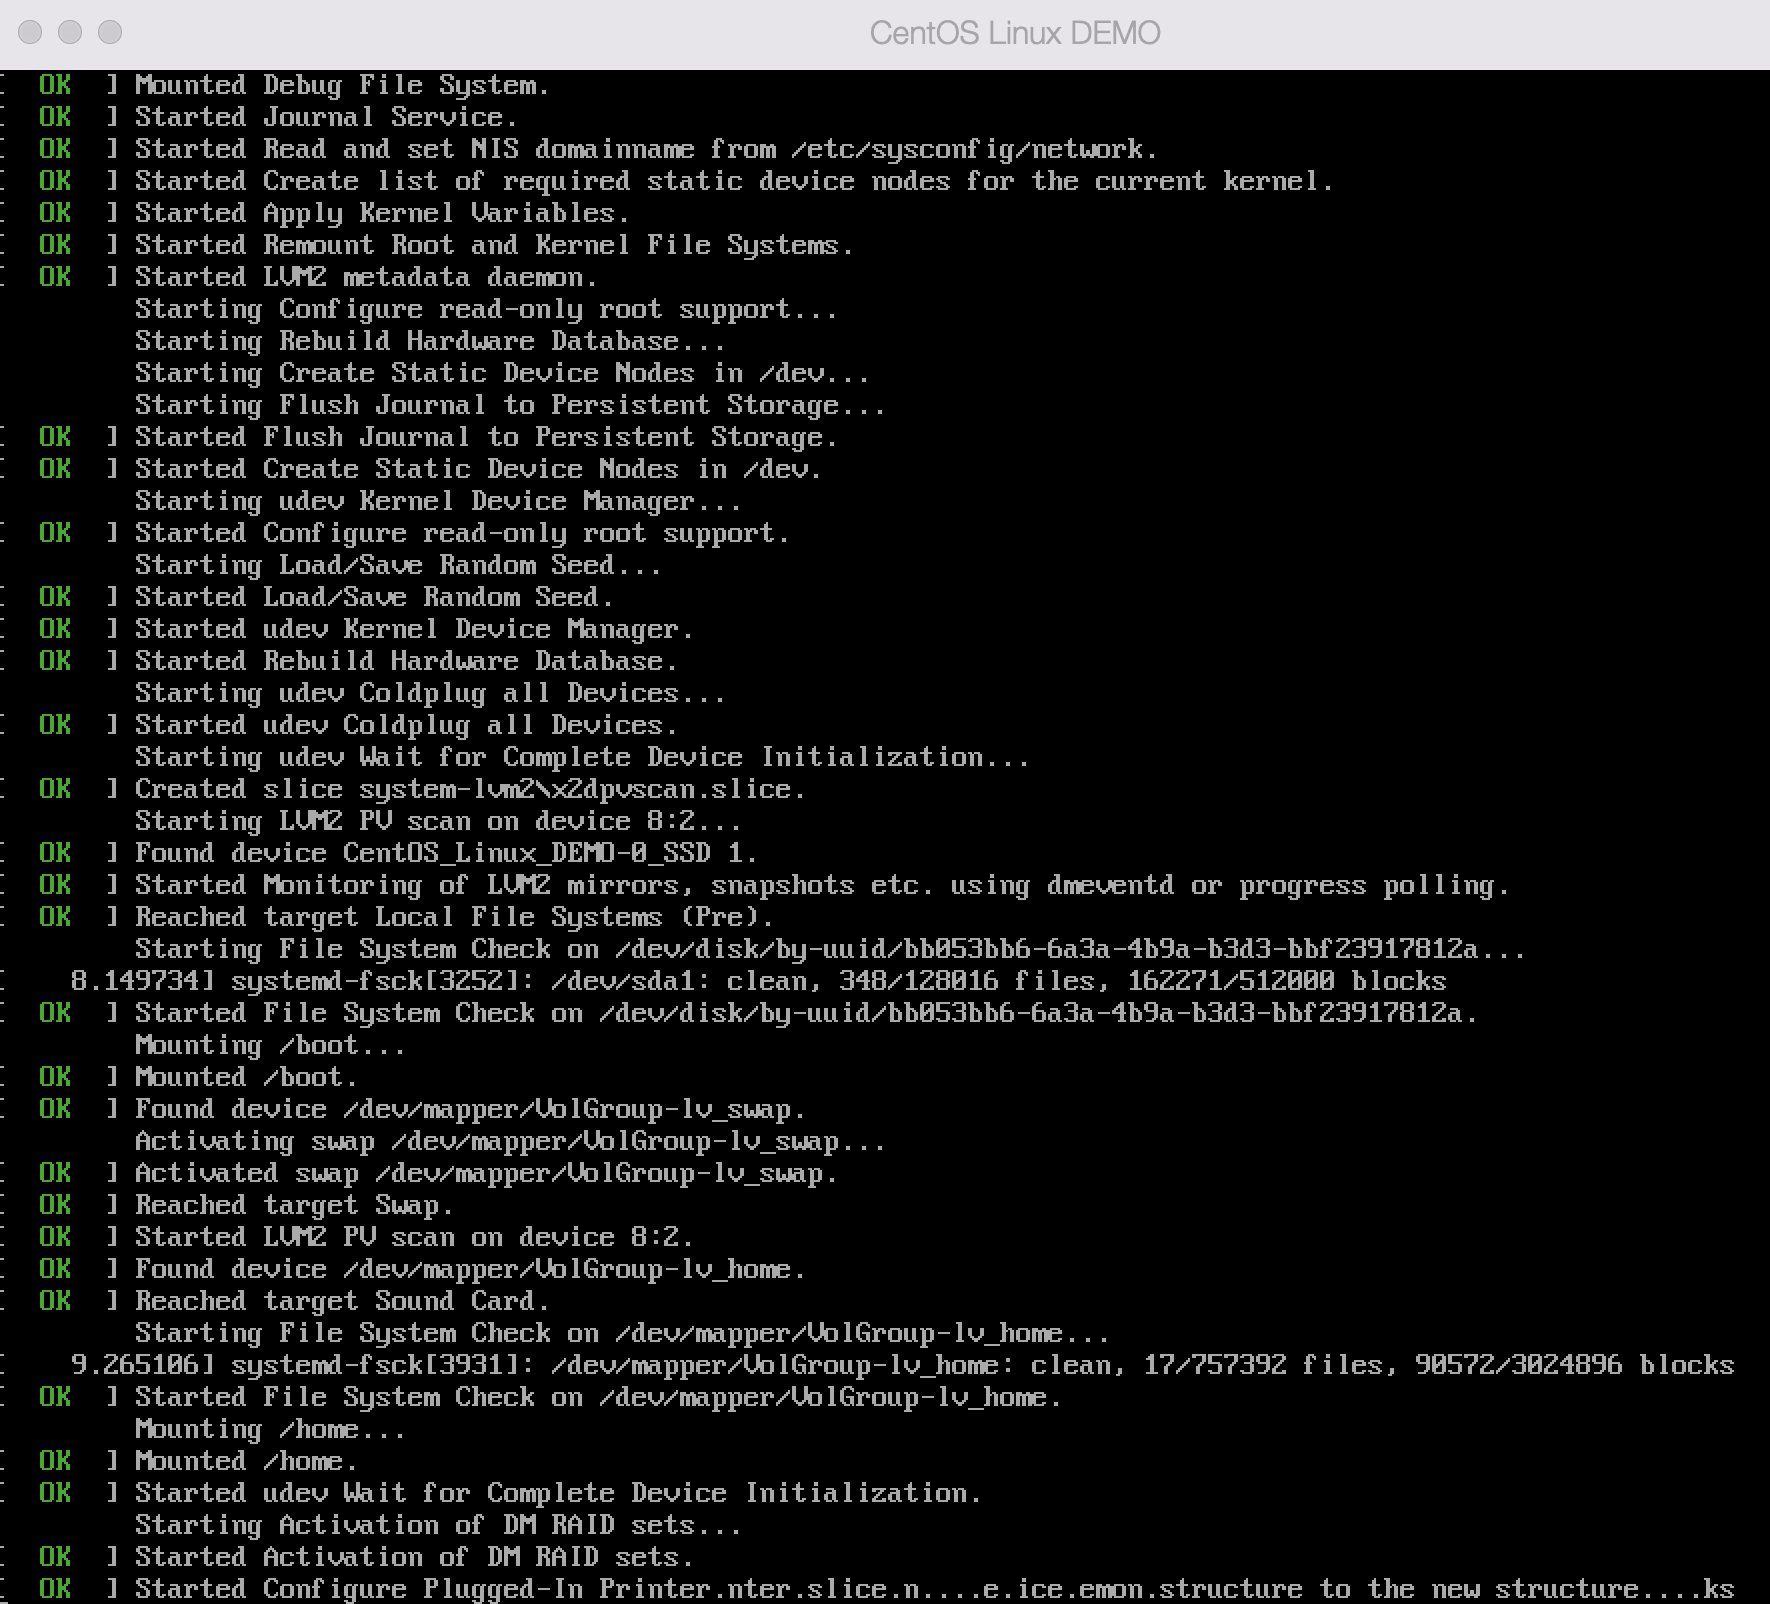 CentOS Linux DEMO
[  OK  ] Mounted Debug File System.
[  OK  ] Started Journal Service.
[  OK  ] Started Read and set NIS domainname from /etc/sysconfig/network.
[  OK  ] Started Create list of required static device nodes for the current kernel.
[  OK  ] Started Apply Kernel Variables.
[  OK  ] Started Remount Root and Kernel File Systems.
[  OK  ] Started LVM2 metadata daemon.
Starting Configure read-only root support...
Starting Rebuild Hardware Database...
Starting Create Static Device Nodes in /dev...
Starting Flush Journal to Persistent Storage...
[  OK  ] Started Flush Journal to Persistent Storage.
[  OK  ] Started Create Static Device Nodes in /dev.
Starting udev Kernel Device Manager...
[  OK  ] Started Configure read-only root support.
Starting Load/Save Random Seed...
[  OK  ] Started Load/Save Random Seed.
[  OK  ] Started udev Kernel Device Manager.
[  OK  ] Started Rebuild Hardware Database.
Starting udev Coldplug all Devices...
[  OK  ] Started udev Coldplug all Devices.
Starting udev Wait for Complete Device Initialization...
[  OK  ] Created slice system-lvm2\x2dpvscan.slice.
Starting LVM2 PV scan on device 8:2...
[  OK  ] Found device CentOS_Linux_DEMO-0_SSD 1.
[  OK  ] Started Monitoring of LVM2 mirrors, snapshots etc. using dmeventd or progress polling.
[  OK  ] Reached target Local File Systems (Pre).
Starting File System Check on /dev/disk/by-uuid/bb053bb6-6a3a-4b9a-b3d3-bbf23917812a...
[    8.149734] systemd-fsck[3252]: /dev/sda1: clean, 348/128016 files, 162271/512000 blocks
[  OK  ] Started File System Check on /dev/disk/by-uuid/bb053bb6-6a3a-4b9a-b3d3-bbf23917812a.
Mounting /boot...
[  OK  ] Mounted /boot.
[  OK  ] Found device /dev/mapper/VolGroup-lv_swap.
Activating swap /dev/mapper/VolGroup-lv_swap...
[  OK  ] Activated swap /dev/mapper/VolGroup-lv_swap.
[  OK  ] Reached target Swap.
[  OK  ] Started LVM2 PV scan on device 8:2.
[  OK  ] Found device /dev/mapper/VolGroup-lv_home.
[  OK  ] Reached target Sound Card.
Starting File System Check on /dev/mapper/VolGroup-lv_home...
[    9.265106] systemd-fsck[3931]: /dev/mapper/VolGroup-lv_home: clean, 17/757392 files, 90572/3024896 blocks
[  OK  ] Started File System Check on /dev/mapper/VolGroup-lv_home.
Mounting /home...
[  OK  ] Mounted /home.
[  OK  ] Started udev Wait for Complete Device Initialization.
Starting Activation of DM RAID sets...
[  OK  ] Started Activation of DM RAID sets.
[  OK  ] Started Configure Plugged-In Printer.nter.slice.n....e.ice.emon.structure to the new structure....ks